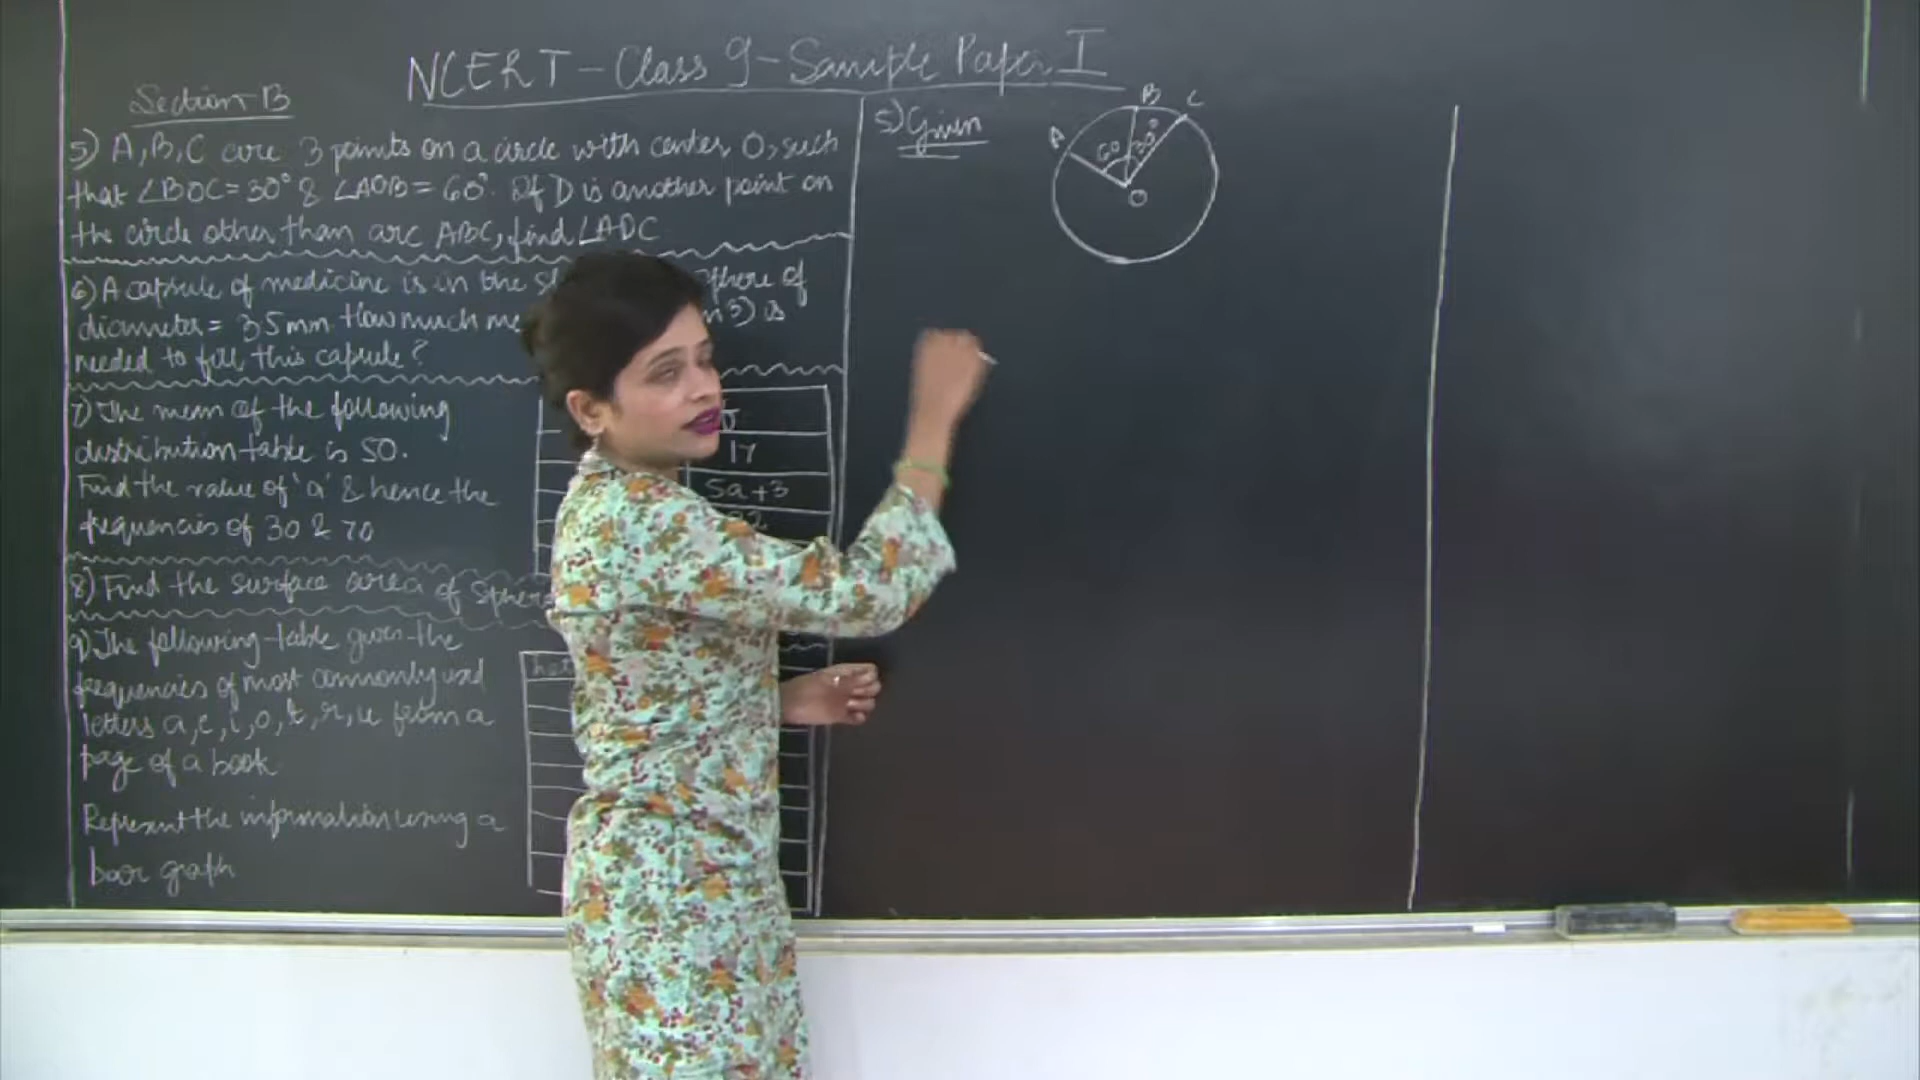 NCERT - Class 9 - Sample Paper I
Section-B
5) A, B, C are 3 points on a circle with center O, such
that ∠BOC = 30° & ∠AOB = 60°. If D is another point on
the circle other than arc ABC, find ∠ADC
6) A capsule of medicine is in the
diameter = 35mm. How much
needed to fill this capsule?
of
is
7) The mean of the following
distribution table is 50.
Find the value of 'a' & hence the
frequencies of 30 & 70
17
5a+3
8) Find the surface area of Sphere
9) The following table gives the
frequencies of most commonly used
letters a, e, i, o, t, r, u from a
page of a book
Represent the information using a
bar graph
5) Given
A
B
C
60
30°
O